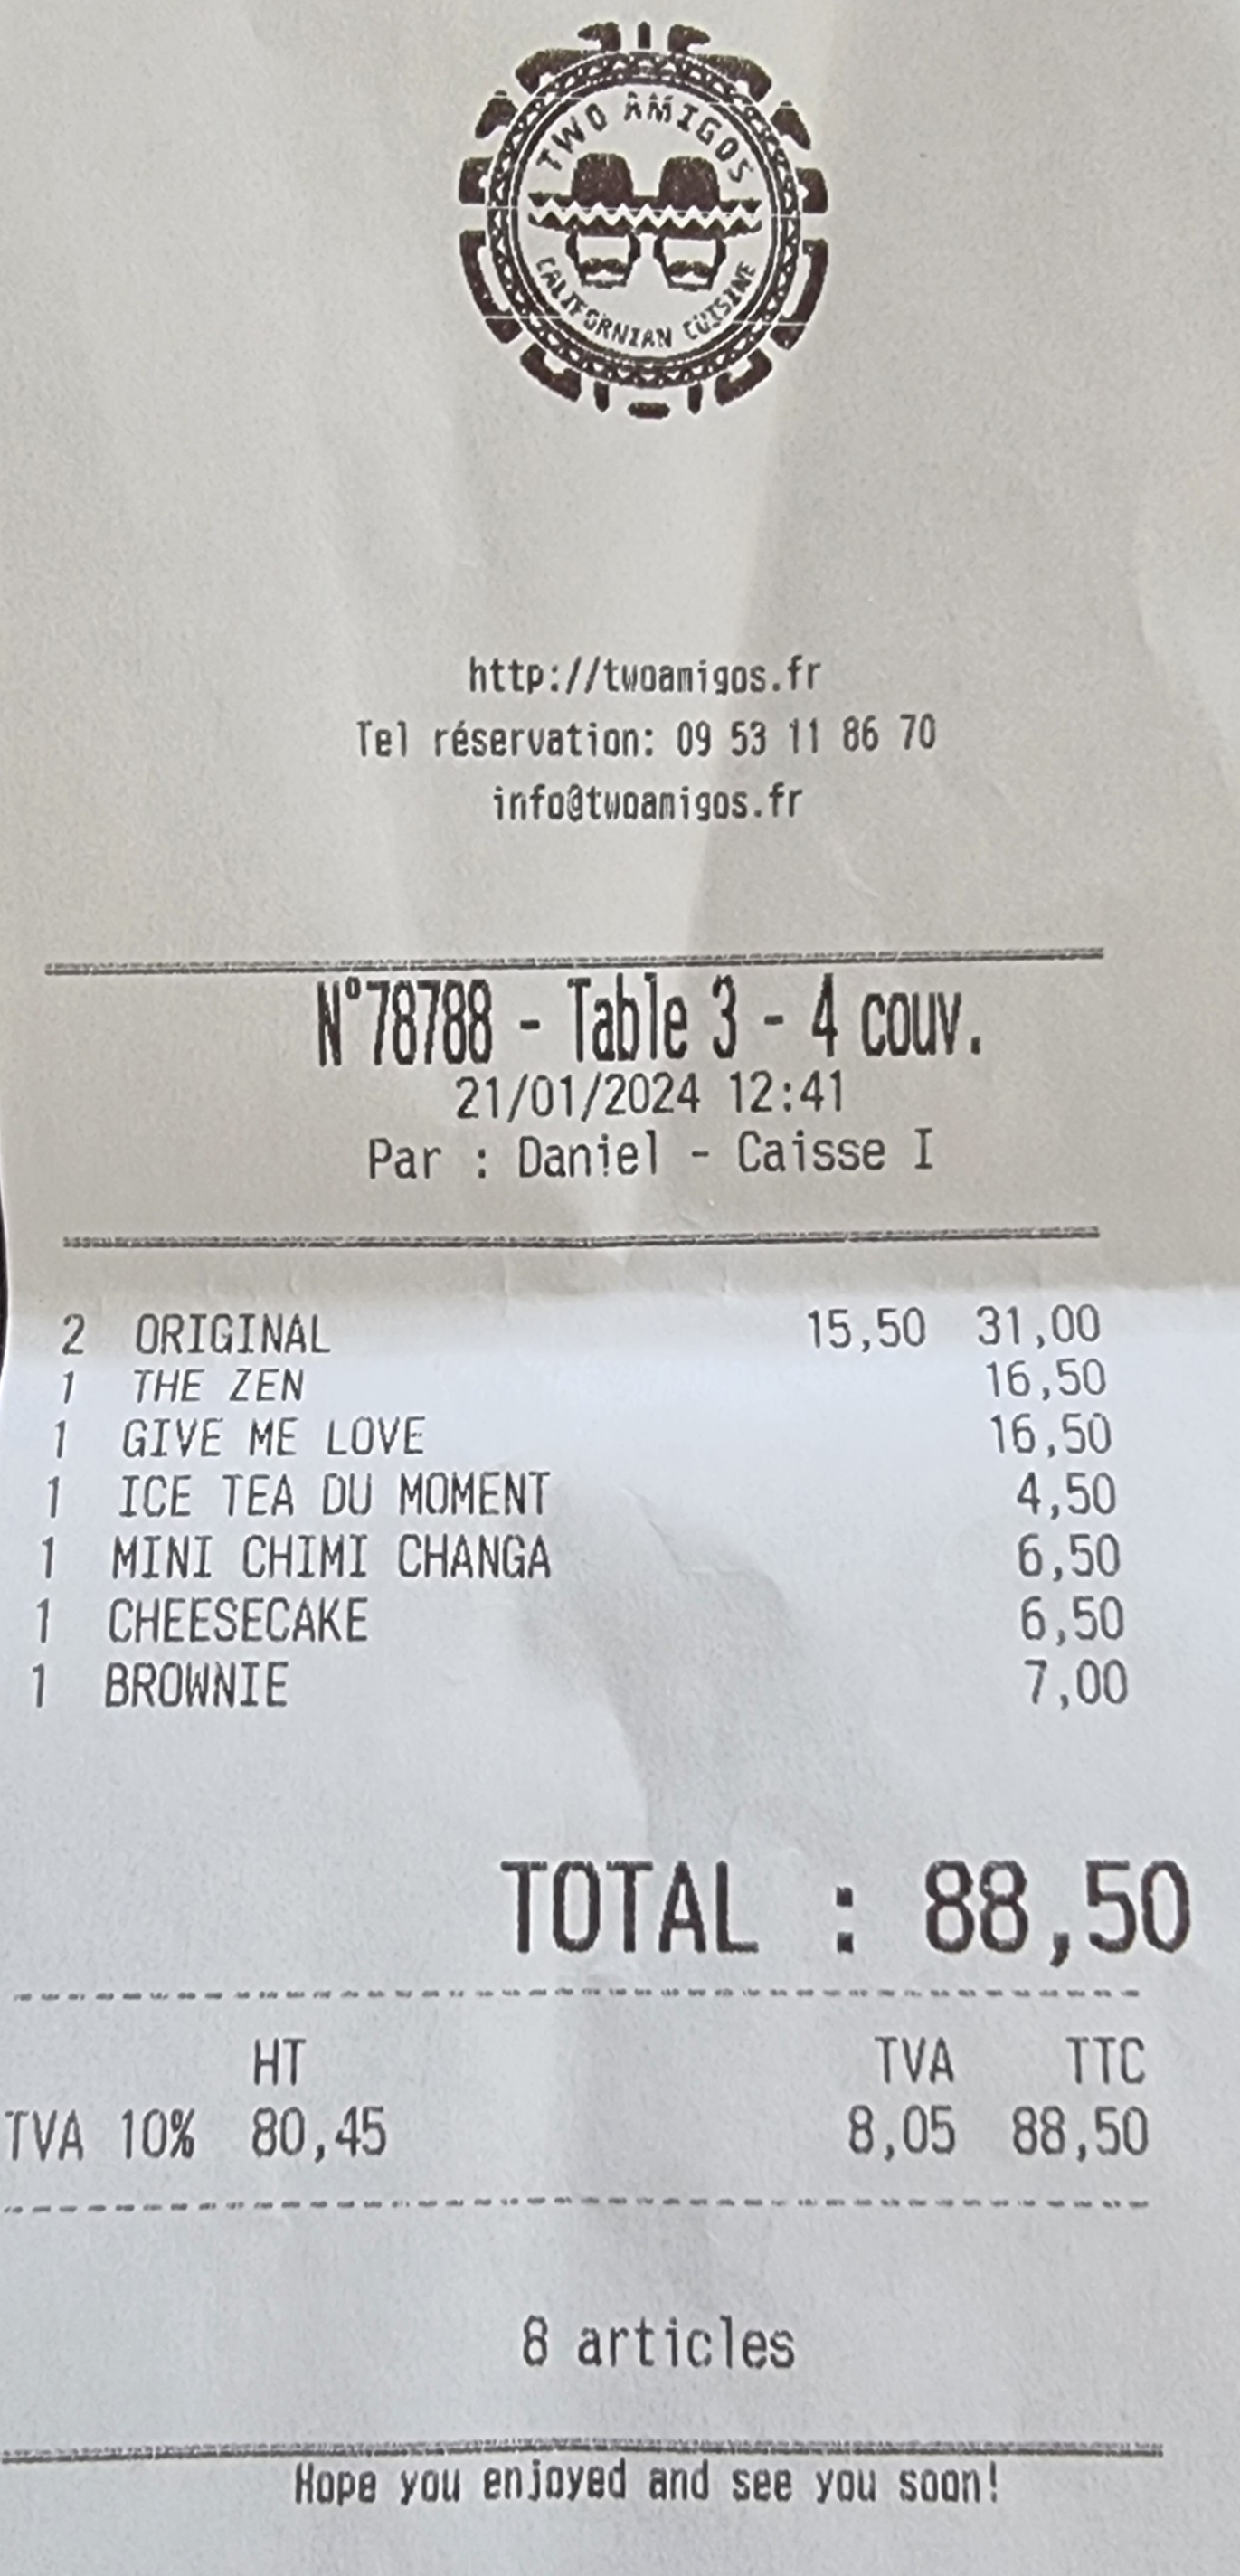 TWO AMIGOS
CALIFORNIAN CUISINE
http://twoamigos.fr
Tel réservation: 09 53 11 86 70
info@twoamigos.fr
N°78788 - Table 3 - 4 couv.
21/01/2024 12:41
Par : Daniel - Caisse I
2 ORIGINAL 15,50 31,00
1 THE ZEN 16,50
1 GIVE ME LOVE 16,50
1 ICE TEA DU MOMENT 4,50
1 MINI CHIMI CHANGA 6,50
1 CHEESECAKE 6,50
1 BROWNIE 7,00
TOTAL : 88,50
HT TVA TTC
TVA 10% 80,45 8,05 88,50
8 articles
Hope you enjoyed and see you soon!